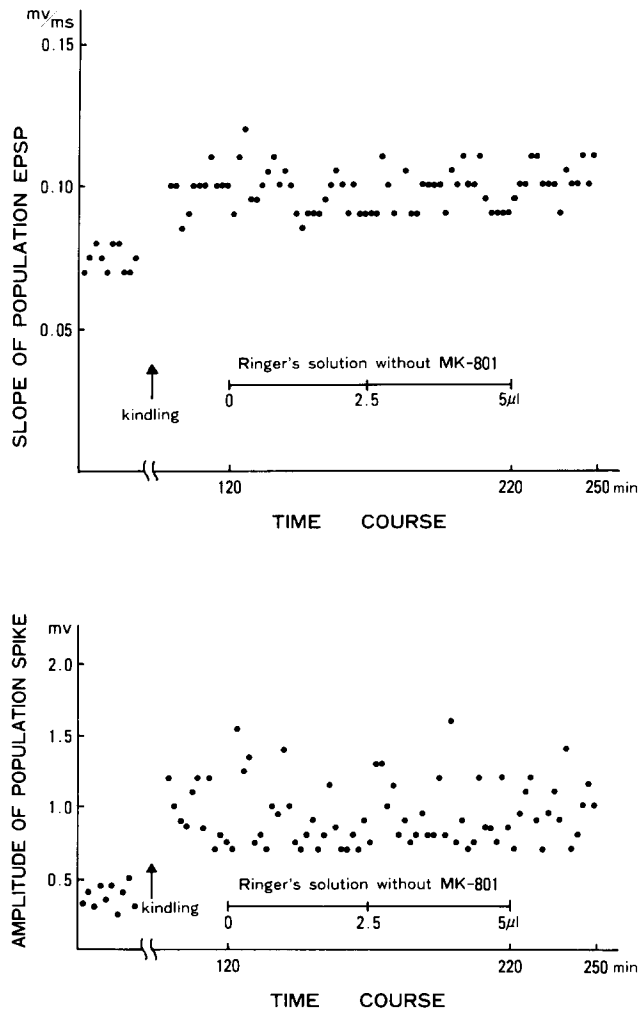 mv/ms
0.15
0.10
0.05
SLOPE OF POPULATION EPSP
Ringer's solution without MK-801
0 2.5 5µl
kindling
120 220 250 min
TIME COURSE
mv
2.0
1.5
1.0
0.5
AMPLITUDE OF POPULATION SPIKE
Ringer's solution without MK-801
kindling
0 2.5 5µl
120 220 250 min
TIME COURSE